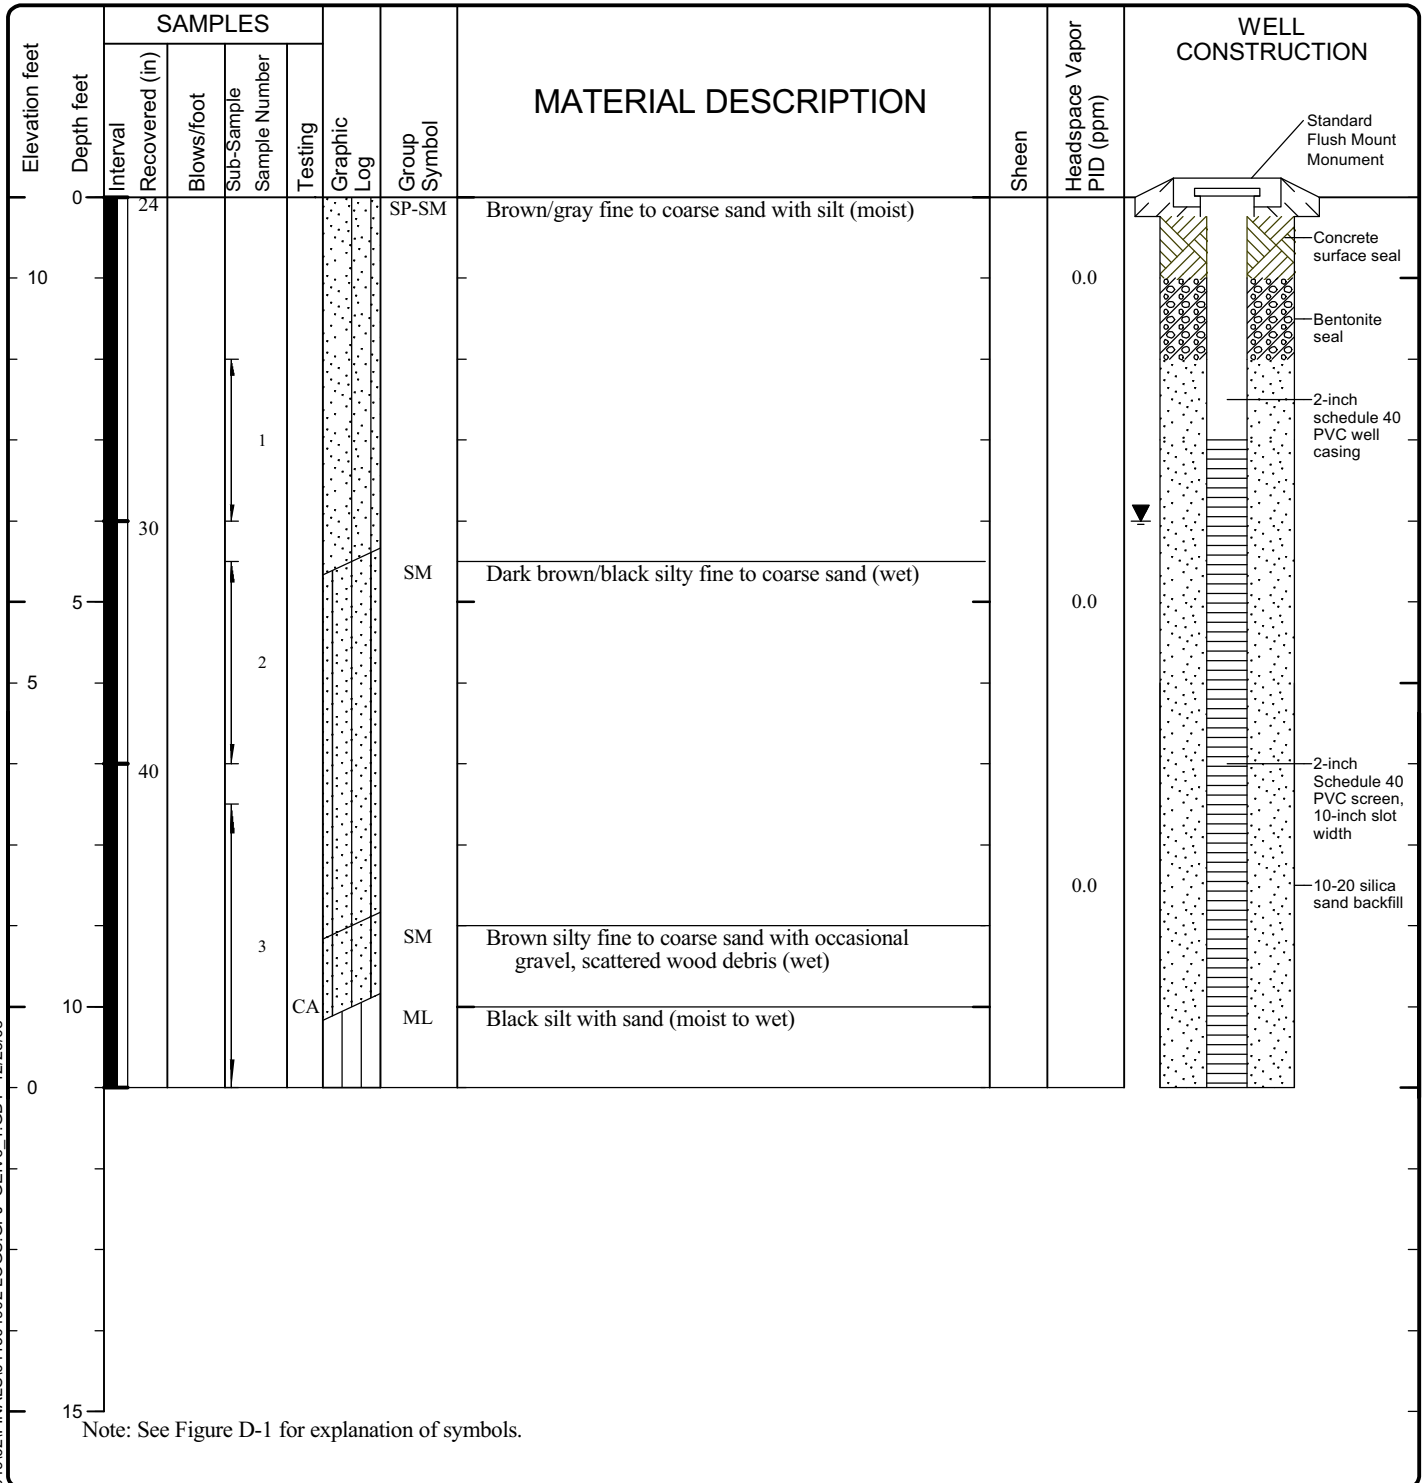 SAMPLES
Elevation feet
Depth feet
Interval
Recovered (in)
Blows/foot
Sub-Sample
Sample Number
Testing
Graphic
Log
Group
Symbol
MATERIAL DESCRIPTION
Sheen
Headspace Vapor
PID (ppm)
WELL
CONSTRUCTION
Standard
Flush Mount
Monument
0
24
SP-SM
Brown/gray fine to coarse sand with silt (moist)
Concrete
surface seal
10
0.0
Bentonite
seal
2-inch
schedule 40
PVC well
casing
1
30
SM
Dark brown/black silty fine to coarse sand (wet)
5
0.0
2
5
40
2-inch
Schedule 40
PVC screen,
10-inch slot
width
0.0
10-20 silica
sand backfill
3
SM
Brown silty fine to coarse sand with occasional
gravel, scattered wood debris (wet)
10
CA
ML
Black silt with sand (moist to wet)
0
15
Note: See Figure D-1 for explanation of symbols.